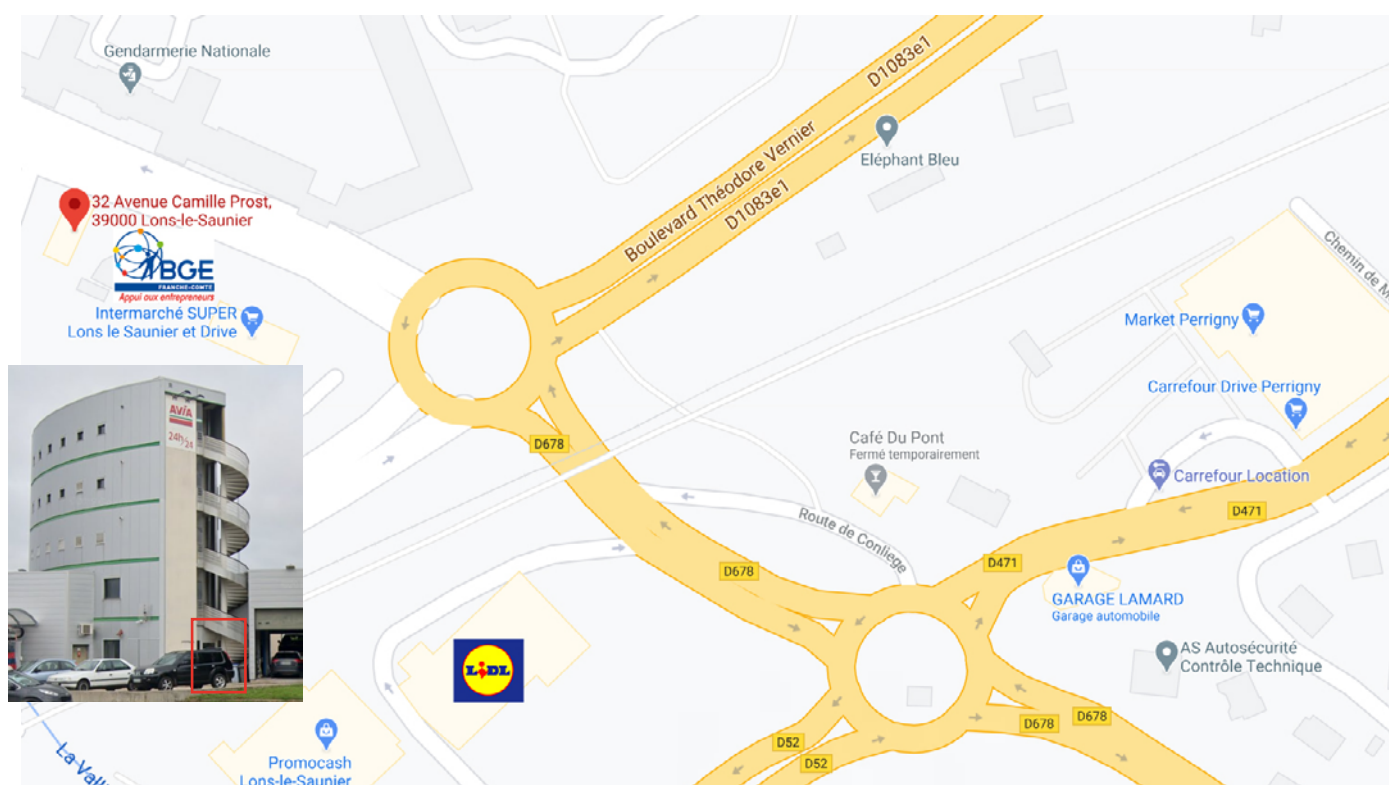 Gendarmerie Nationale
D1083e1
Boulevard Théodore Vernier
D1083e1
Eléphant Bleu
32 Avenue Camille Prost,
39000 Lons-le-Saunier
BGE
FRANCHE-COMTÉ
Appui aux entrepreneurs
Intermarché SUPER
Lons le Saunier et Drive
Chemin de M
Market Perrigny
Carrefour Drive Perrigny
AVIA
24h/24
D678
Café Du Pont
Fermé temporairement
Carrefour Location
D471
Route de Conliege
D678
D471
GARAGE LAMARD
Garage automobile
AS Autosécurité
Contrôle Technique
LIDL
D678
D678
D52
D52
Promocash
Lons-le-Saunier
La Vall